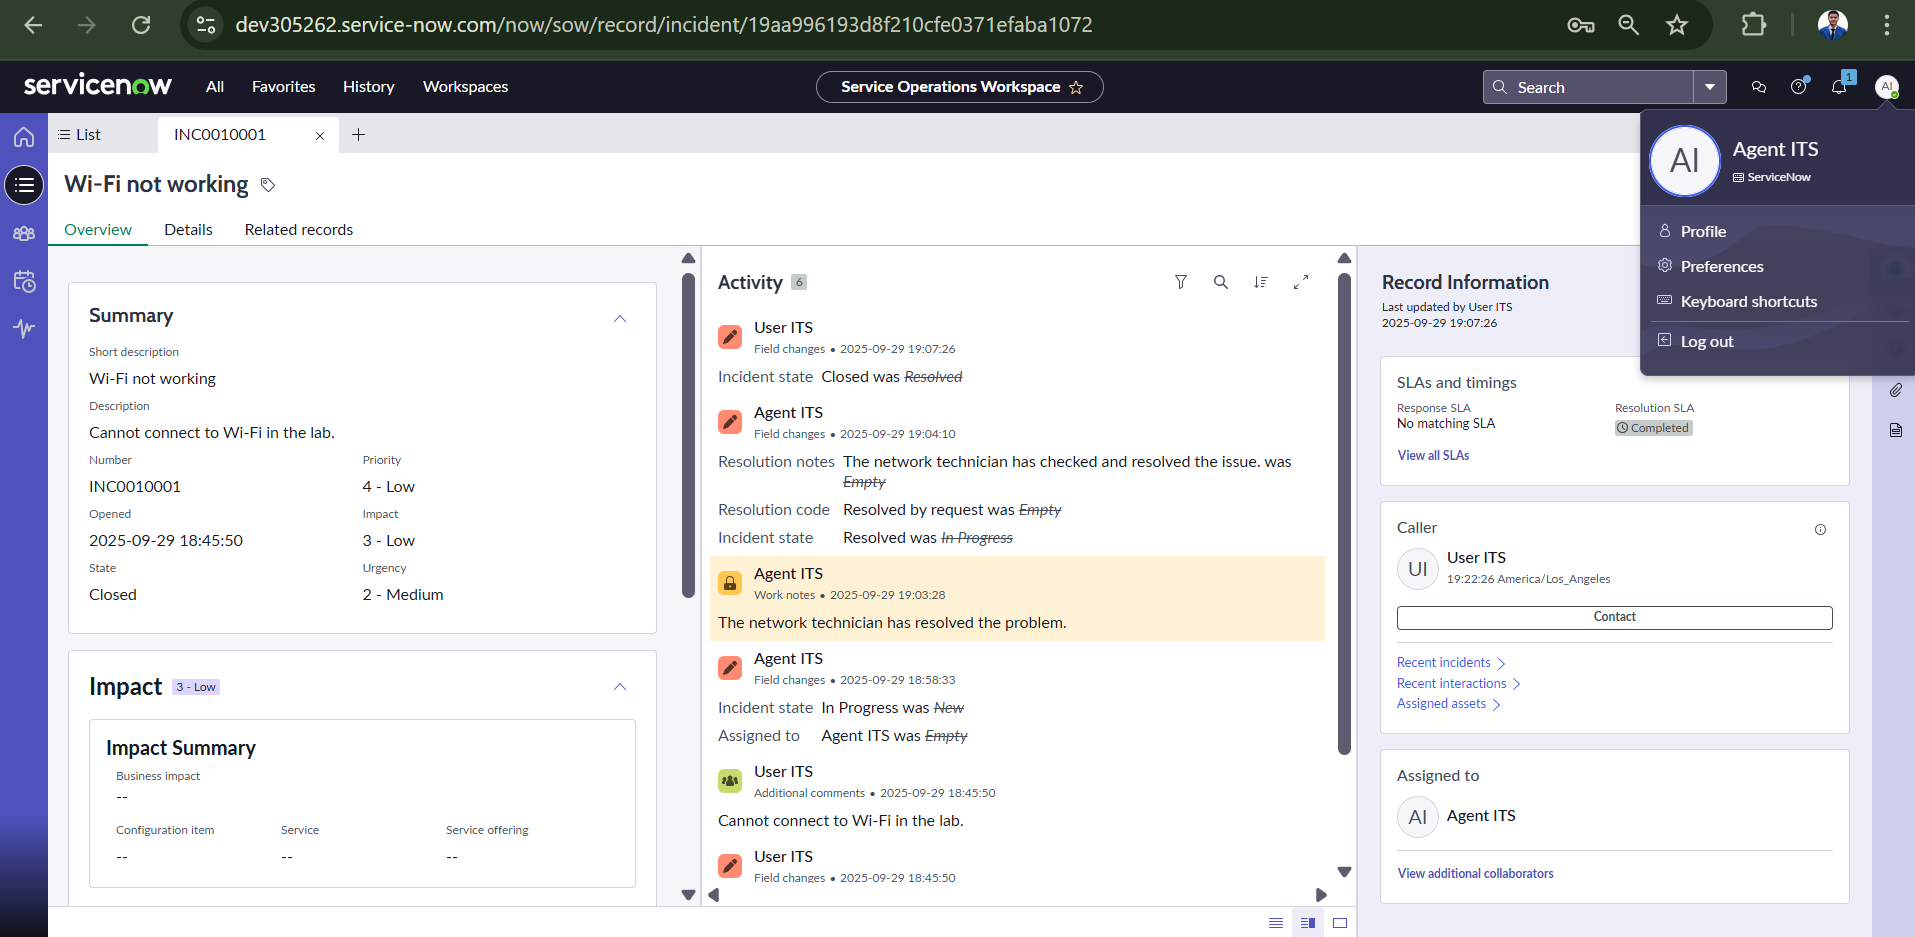 dev305262.service-now.com/now/sow/record/incident/19aa996193d8f210cfe0371efaba1072
servicenow
All
Favorites
History
Workspaces
Service Operations Workspace
Search
1
AI
List
INC0010001
Wi-Fi not working
Overview
Details
Related records
AI
Agent ITS
ServiceNow
Profile
Preferences
Keyboard shortcuts
Log out
Summary
Short description
Wi-Fi not working
Description
Cannot connect to Wi-Fi in the lab.
Number
Priority
INC0010001
4 - Low
Opened
Impact
2025-09-29 18:45:50
3 - Low
State
Urgency
Closed
2 - Medium
Impact
3 - Low
Impact Summary
Business impact
--
Configuration item
Service
Service offering
--
--
--
Activity 6
User ITS
Field changes • 2025-09-29 19:07:26
Incident state Closed was Resolved
Agent ITS
Field changes • 2025-09-29 19:04:10
Resolution notes The network technician has checked and resolved the issue. was
Empty
Resolution code Resolved by request was Empty
Incident state Resolved was In Progress
Agent ITS
Work notes • 2025-09-29 19:03:28
The network technician has resolved the problem.
Agent ITS
Field changes • 2025-09-29 18:58:33
Incident state In Progress was New
Assigned to Agent ITS was Empty
User ITS
Additional comments • 2025-09-29 18:45:50
Cannot connect to Wi-Fi in the lab.
User ITS
Field changes • 2025-09-29 18:45:50
Record Information
Last updated by User ITS
2025-09-29 19:07:26
SLAs and timings
Response SLA
Resolution SLA
No matching SLA
Completed
View all SLAs
Caller
UI
User ITS
19:22:26 America/Los_Angeles
Contact
Recent incidents
Recent interactions
Assigned assets
Assigned to
AI
Agent ITS
View additional collaborators